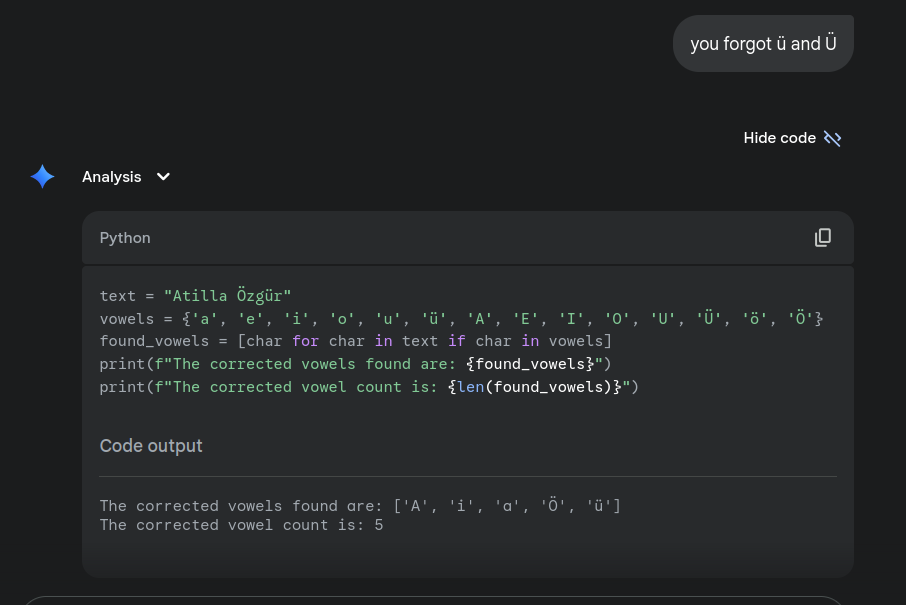 you forgot ü and Ü
Hide code
Analysis
Python
text = "Atilla Özgür"
vowels = {'a', 'e', 'i', 'o', 'u', 'ü', 'A', 'E', 'I', 'O', 'U', 'Ü', 'ö', 'Ö'}
found_vowels = [char for char in text if char in vowels]
print(f"The corrected vowels found are: {found_vowels}")
print(f"The corrected vowel count is: {len(found_vowels)}")
Code output
The corrected vowels found are: ['A', 'i', 'a', 'Ö', 'ü']
The corrected vowel count is: 5